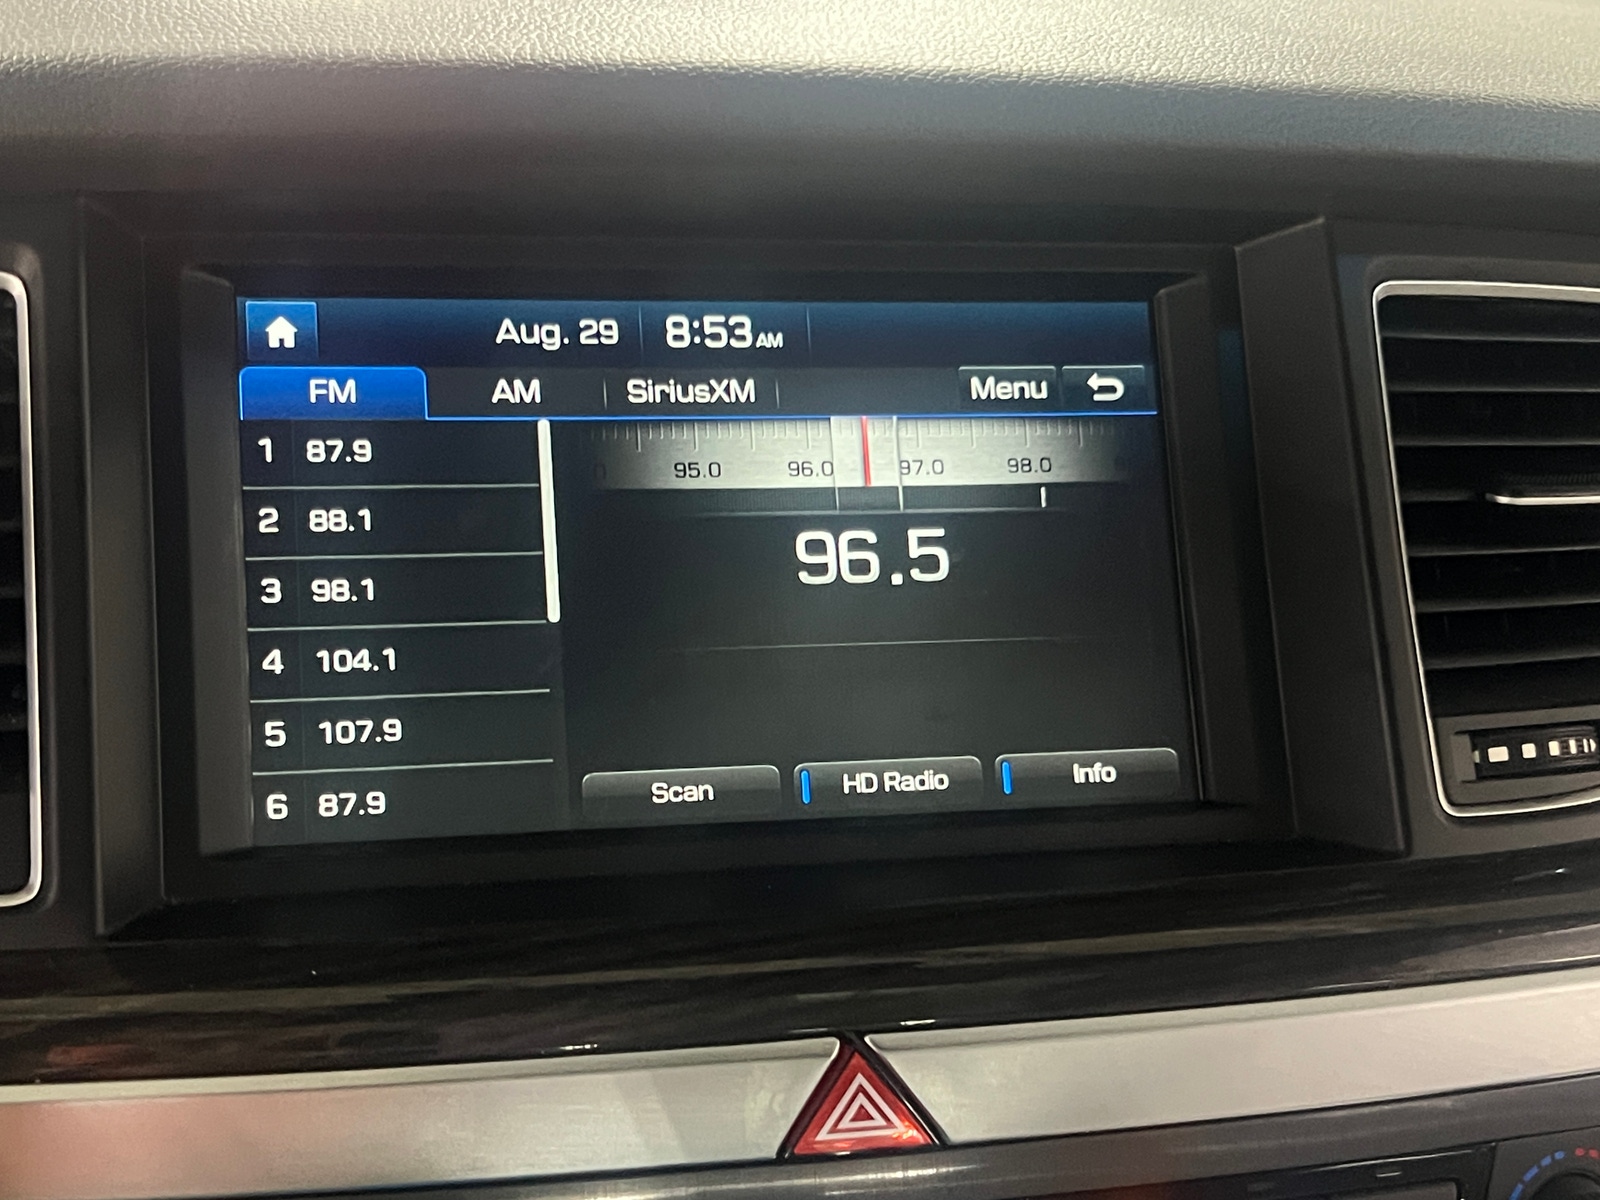 Aug. 29 8:53 AM
FM AM SiriusXM Menu
1 87.9
2 88.1
3 98.1
4 104.1
5 107.9
6 87.9
95.0 96.0 97.0 98.0
96.5
Scan HD Radio Info